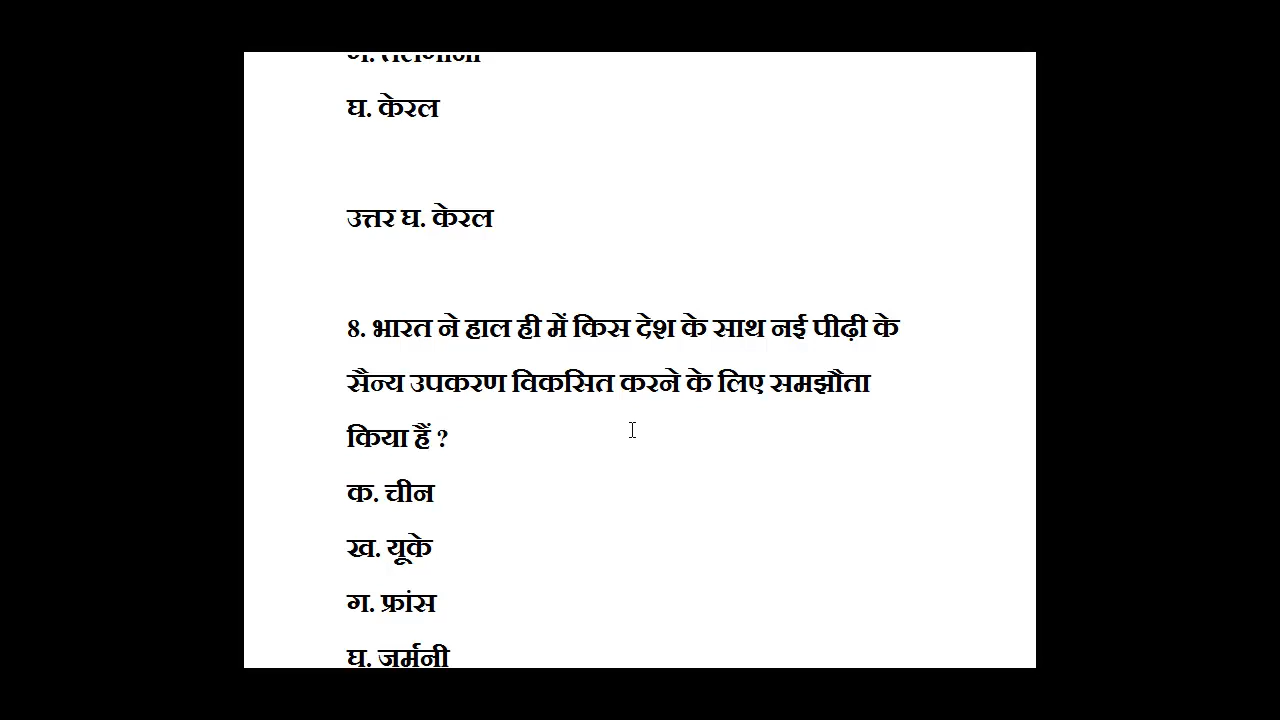 ग. तेलंगाना
घ. केरल
उत्तर घ. केरल
8. भारत ने हाल ही में किस देश के साथ नई पीढ़ी के
सैन्य उपकरण विकसित करने के लिए समझौता
किया हैं ?
क. चीन
ख. यूके
ग. फ्रांस
घ. जर्मनी